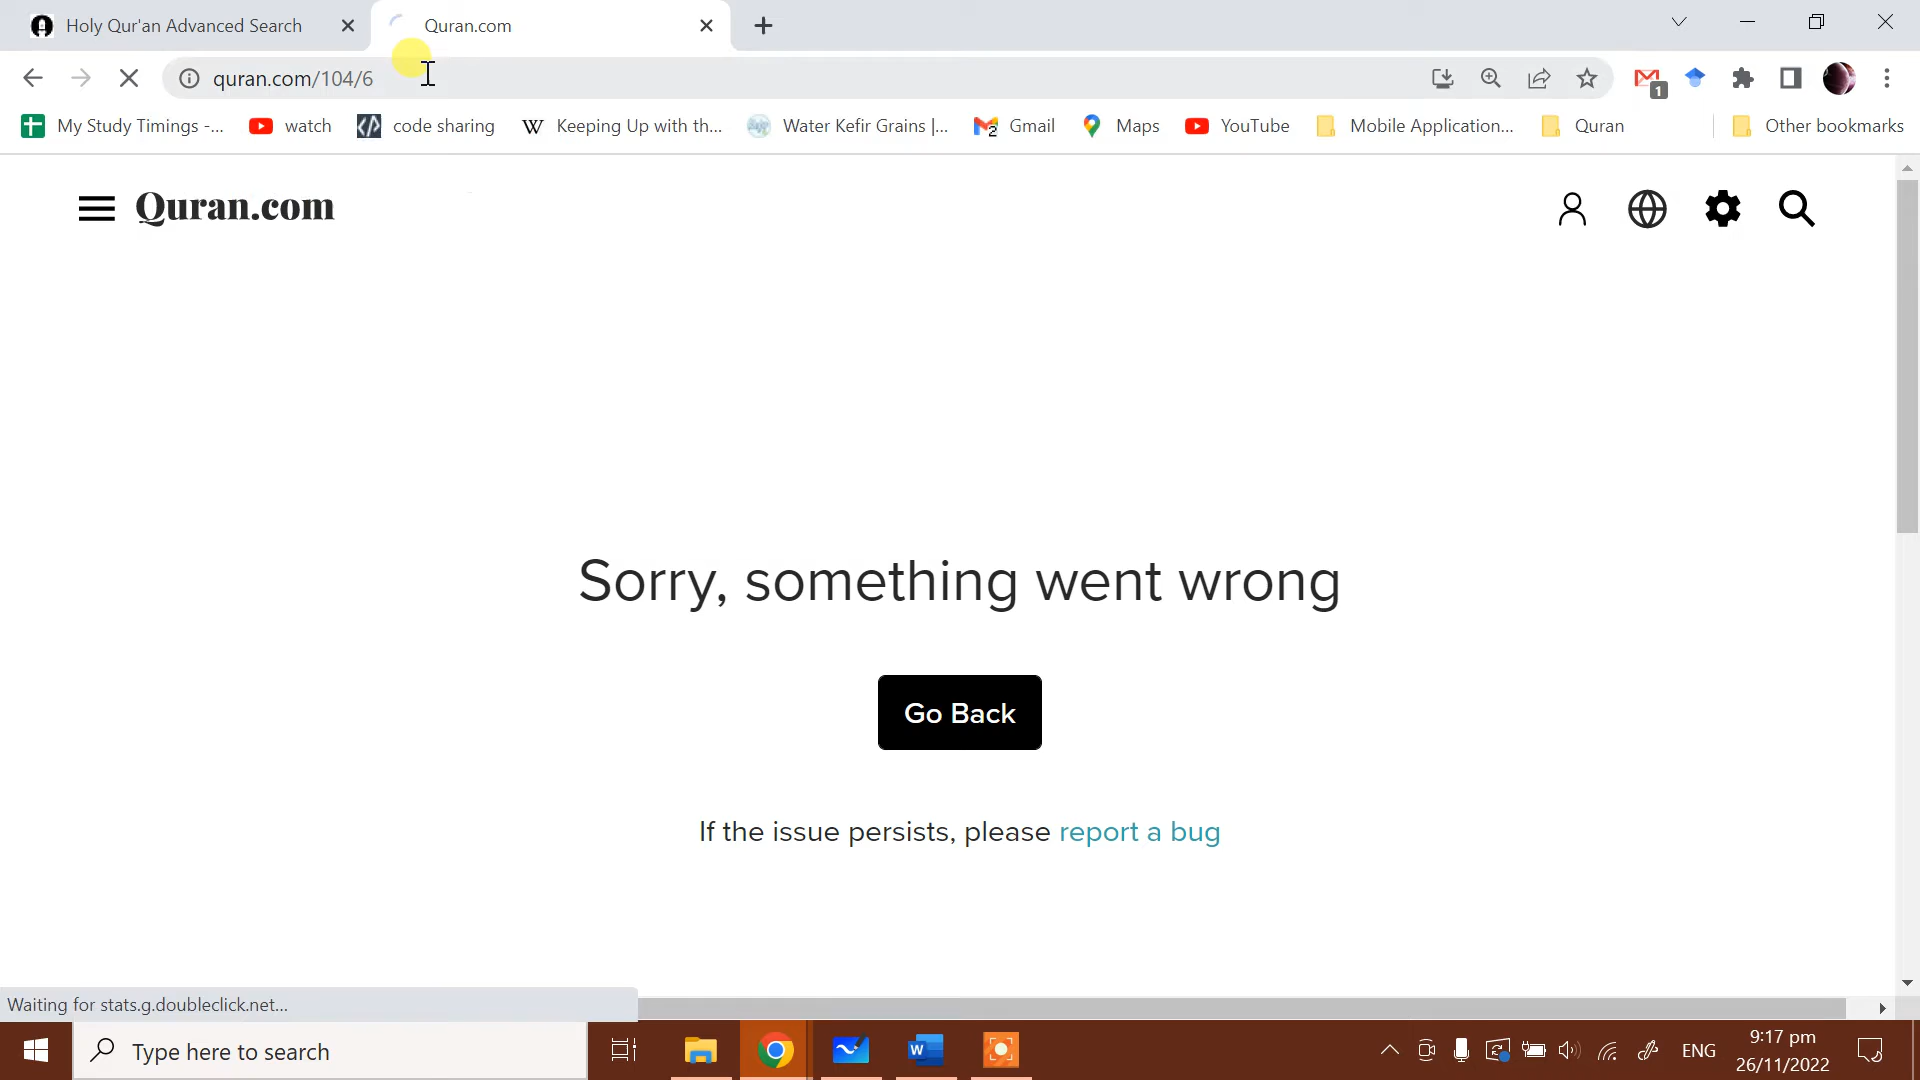 Holy Qur'an Advanced Search
Quran.com
quran.com/104/6
1
My Study Timings -...
watch
code sharing
Keeping Up with th...
Water Kefir Grains |...
2
Gmail
Maps
YouTube
Mobile Application...
Quran
Other bookmarks
Quran.com
Sorry, something went wrong
Go Back
If the issue persists, please report a bug
Waiting for stats.g.doubleclick.net...
Type here to search
W
ENG
9:17 pm
26/11/2022